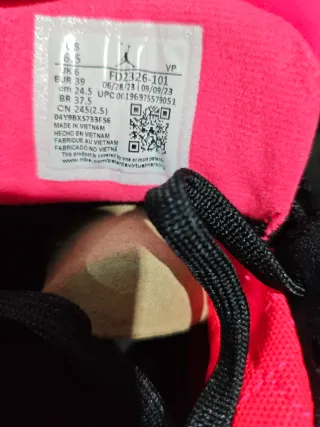 US
6.5
UK 6
EUR 39
cm 24.5
BR 37.5
CN 245(2.5)
VP
FD2326-101
06/28/23 09/09/23
UPC 00196975579051
04Y9BX5733FS6
MADE IN VIETNAM
HECHO EN VIETNAM
FABRIQUE AU VIETNAM
FABRICADO NO VIETNÃ